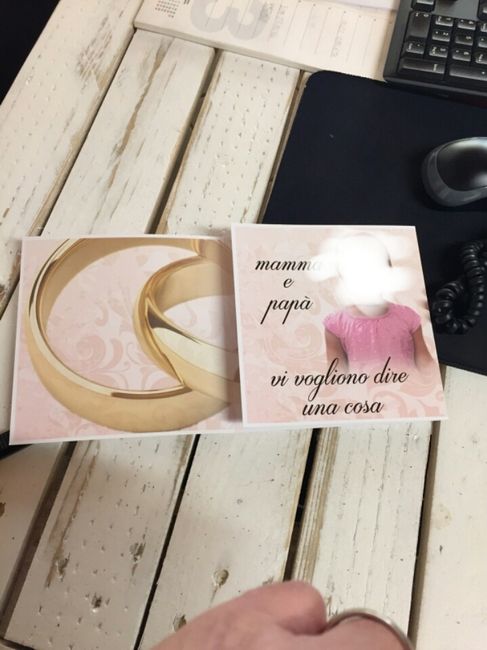 mamma
e
papà
vi vogliono dire
una cosa